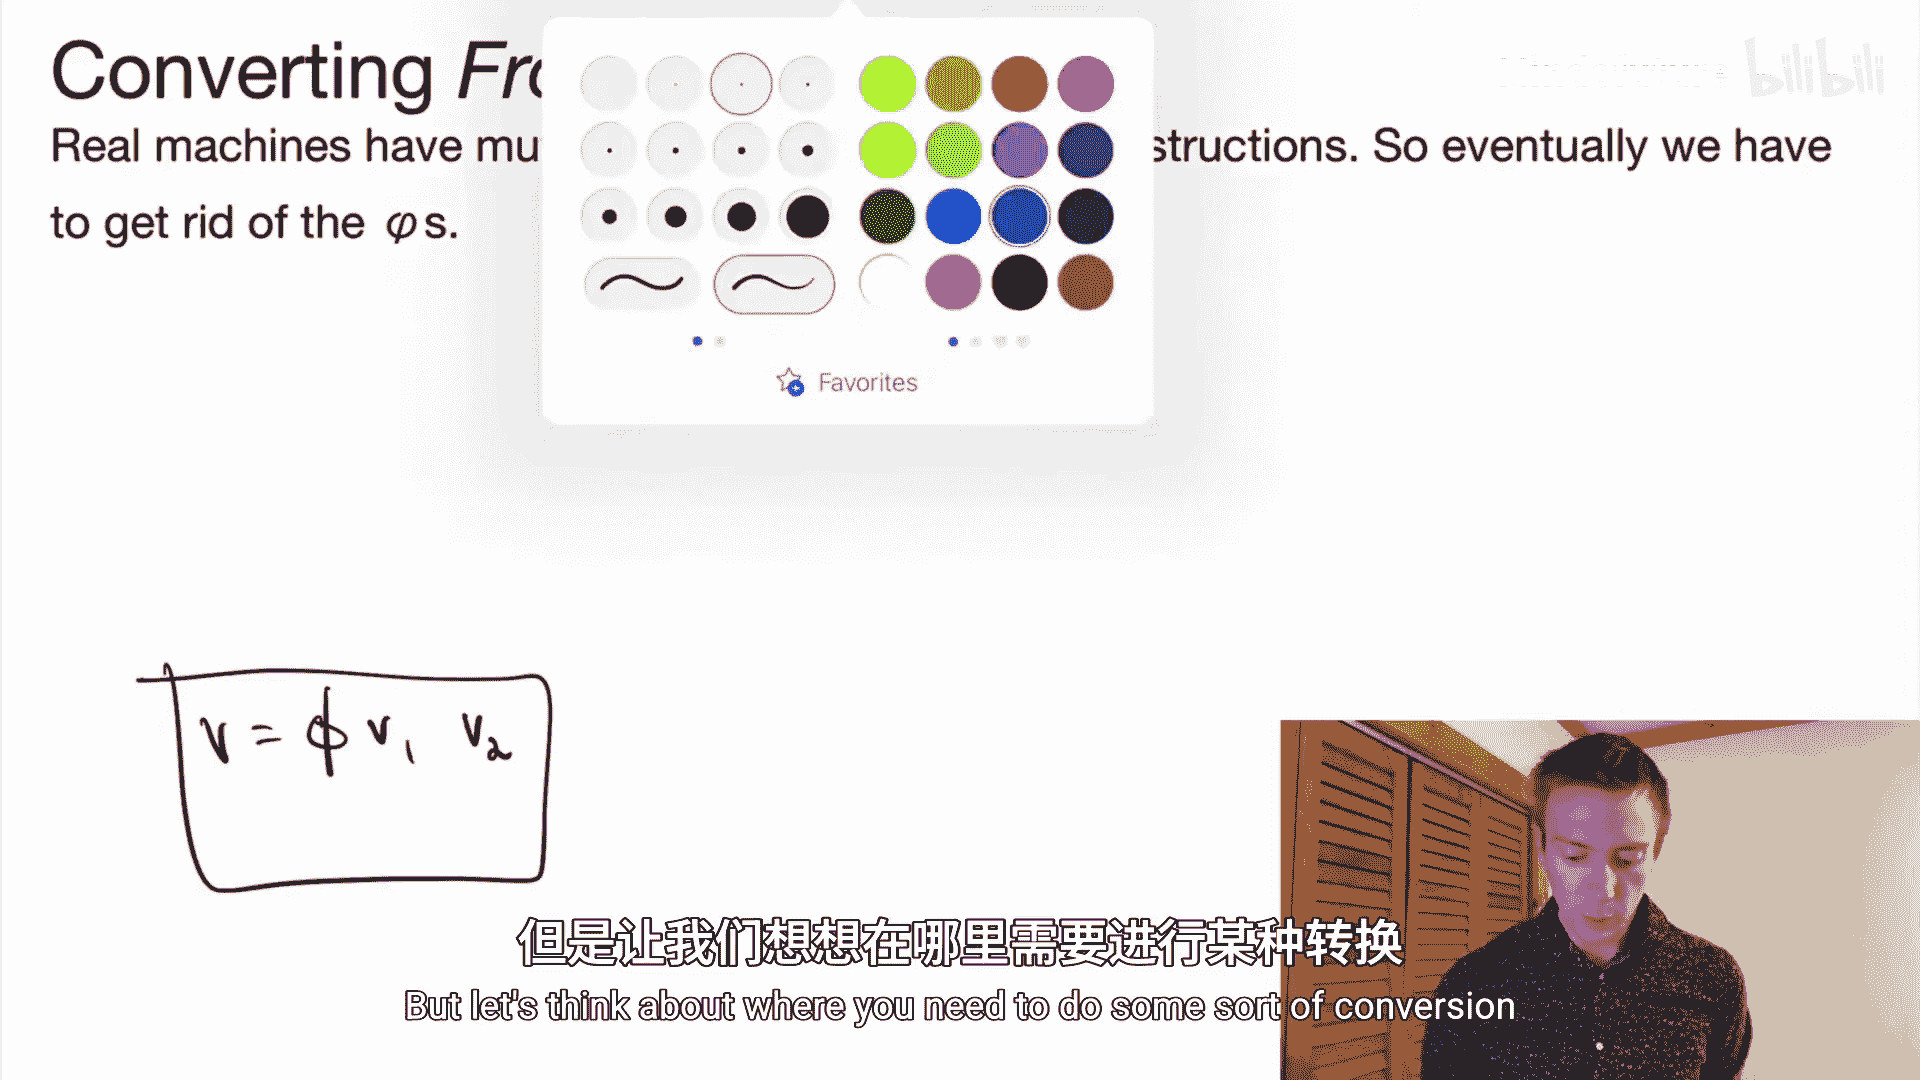 Converting Fro
bilibili
Real machines have mu structions. So eventually we have
to get rid of the φs.
Favorites
v = ϕ v₁ v₂
但是让我们想想在哪里需要进行某种转换
But let's think about where you need to do some sort of conversion